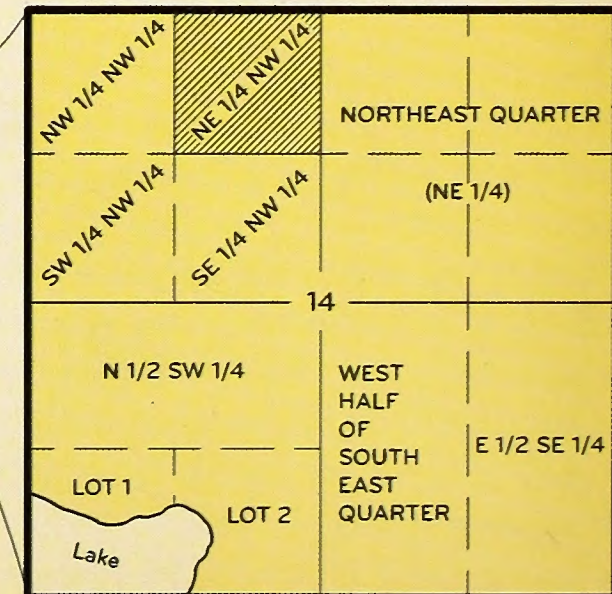 NW 1/4 NW 1/4
NE 1/4 NW 1/4
NORTHEAST QUARTER
(NE 1/4)
SW 1/4 NW 1/4
SE 1/4 NW 1/4
14
N 1/2 SW 1/4
WEST
HALF
OF
SOUTH
EAST
QUARTER
E 1/2 SE 1/4
LOT 1
LOT 2
Lake